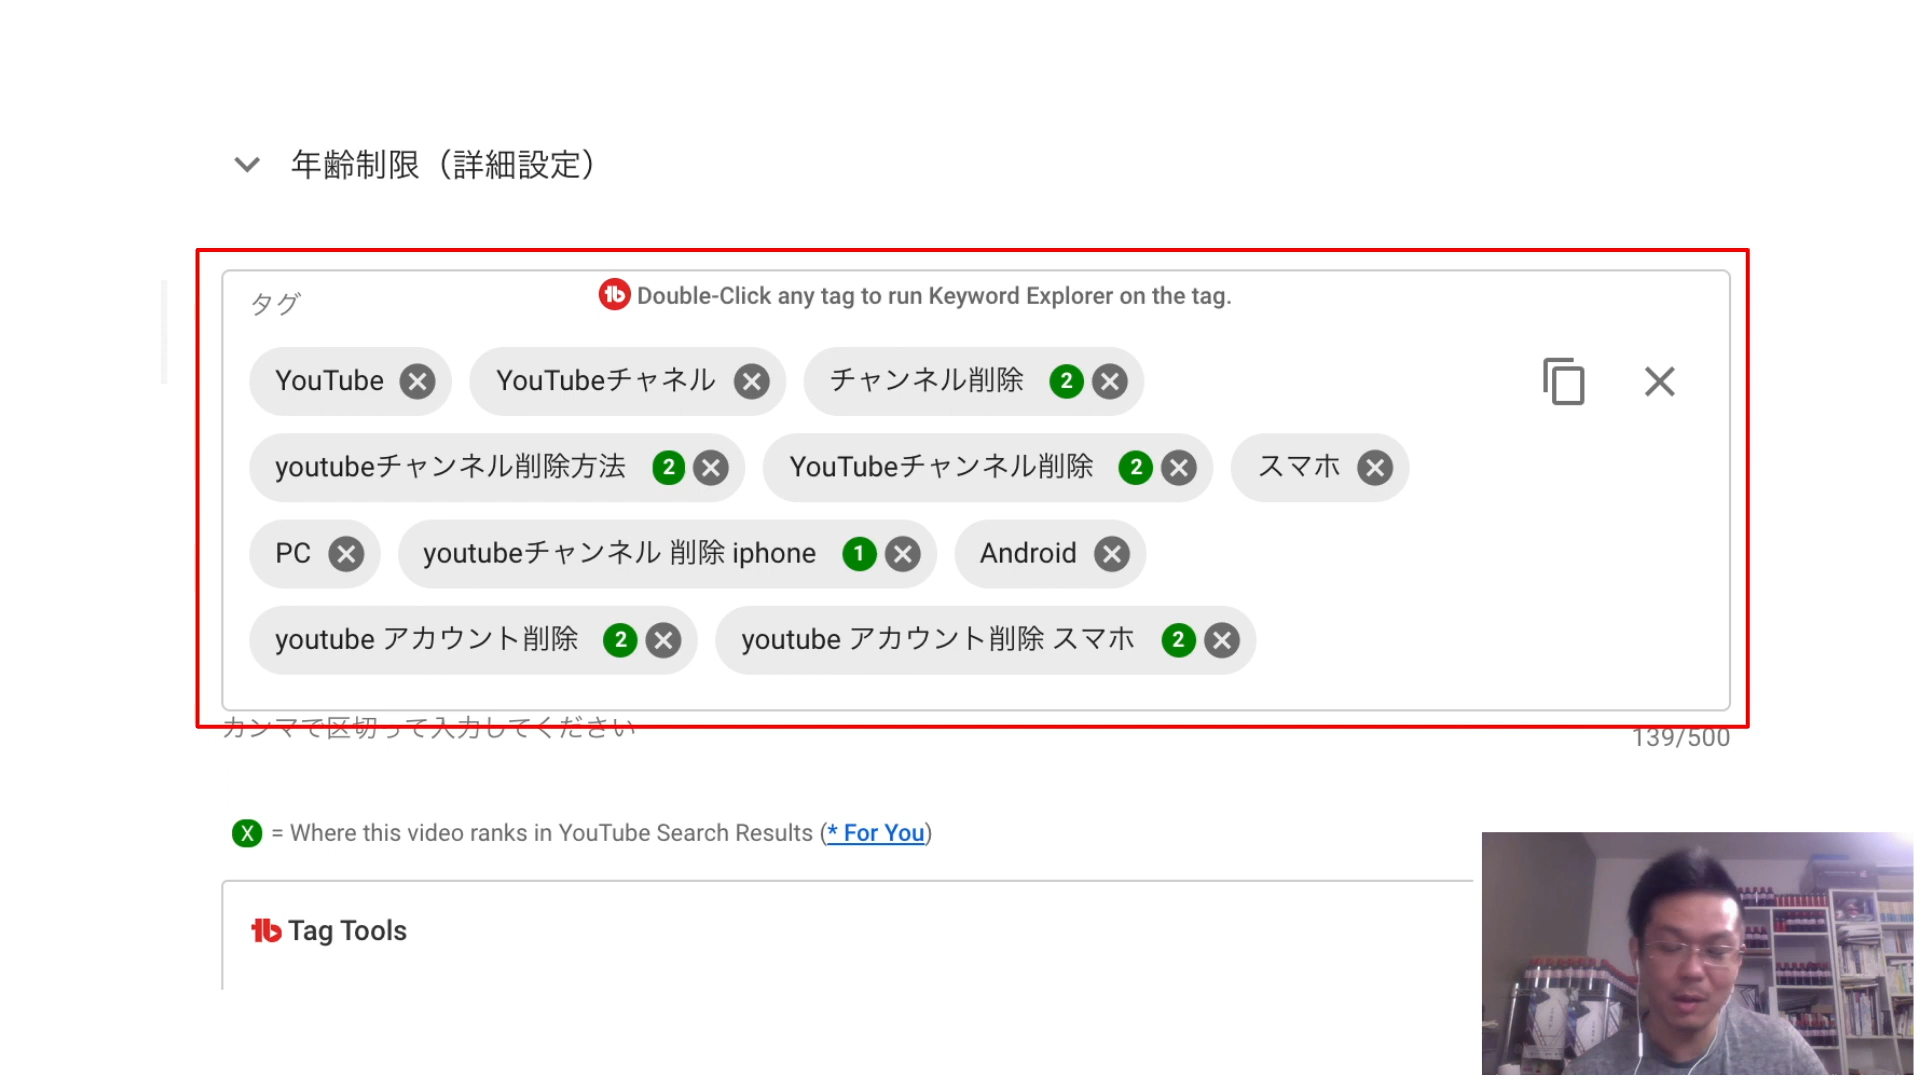 年齢制限（詳細設定）
タグ
Double-Click any tag to run Keyword Explorer on the tag.
YouTube YouTubeチャネル チャンネル削除 2
youtubeチャンネル削除方法 2 YouTubeチャンネル削除 2 スマホ
PC youtubeチャンネル 削除 iphone 1 Android
youtube アカウント削除 2 youtube アカウント削除 スマホ 2
カンマで区切って入力してください
139/500
X = Where this video ranks in YouTube Search Results (* For You)
Tag Tools